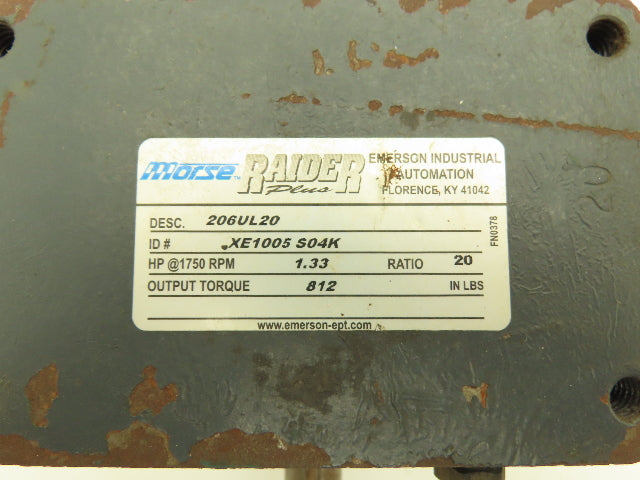 Morse™ RAIDER Plus
EMERSON INDUSTRIAL
AUTOMATION
FLORENCE, KY 41042
DESC. 206UL20
ID # XE1005 S04K
HP @1750 RPM 1.33 RATIO 20
OUTPUT TORQUE 812 IN LBS
www.emerson-ept.com
FN0378